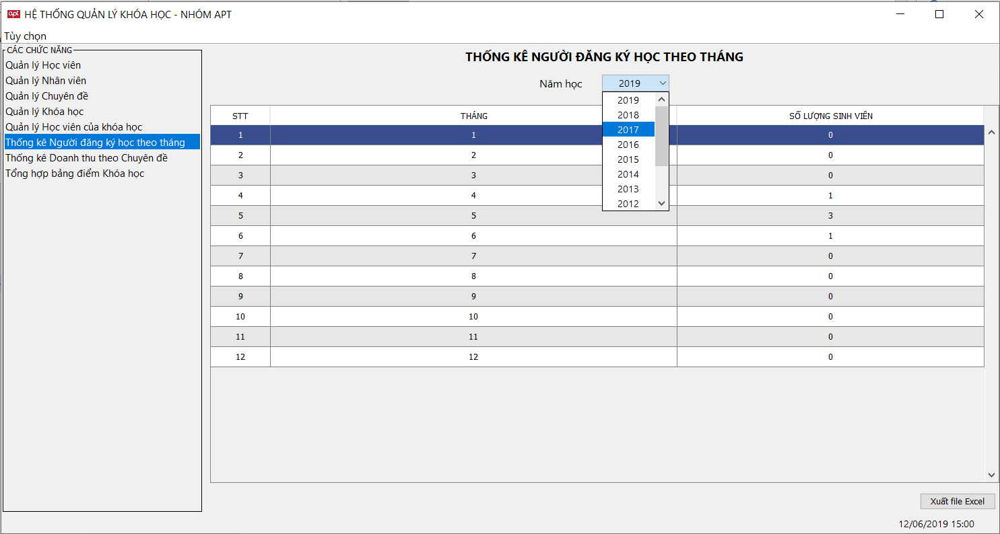 apt HỆ THỐNG QUẢN LÝ KHÓA HỌC - NHÓM APT
Tùy chọn
CÁC CHỨC NĂNG
Quản lý Học viên
Quản lý Nhân viên
Quản lý Chuyên đề
Quản lý Khóa học
Quản lý Học viên của khóa học
Thống kê Người đăng ký học theo tháng
Thống kê Doanh thu theo Chuyên đề
Tổng hợp bảng điểm Khóa học
THỐNG KÊ NGƯỜI ĐĂNG KÝ HỌC THEO THÁNG
Năm học 2019
2019
2018
2017
2016
2015
2014
2013
2012
STT THÁNG SỐ LƯỢNG SINH VIÊN
1 1 0
2 2 0
3 3 0
4 4 1
5 5 3
6 6 1
7 7 0
8 8 0
9 9 0
10 10 0
11 11 0
12 12 0
Xuất file Excel
12/06/2019 15:00